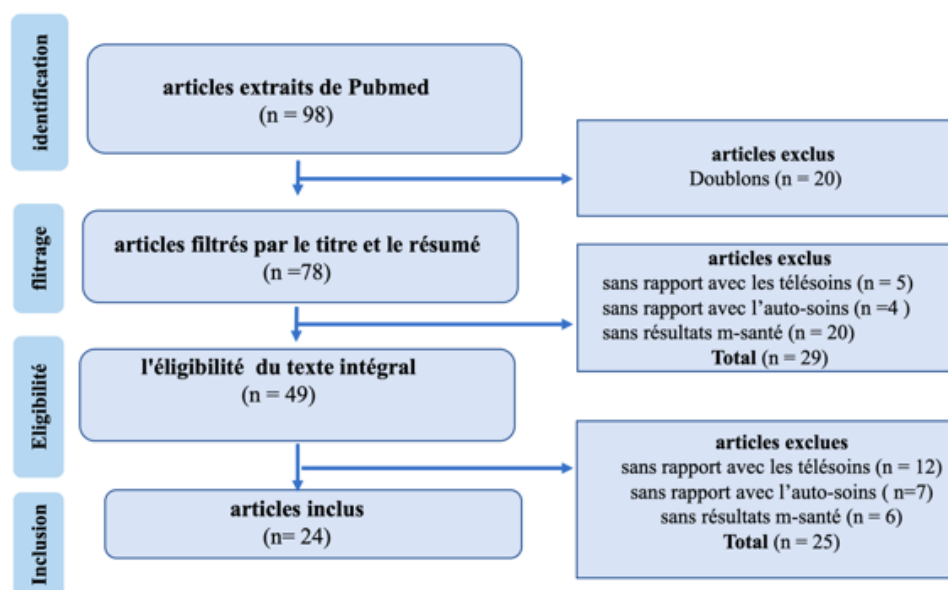 identification
articles extraits de Pubmed
(n = 98)
articles exclus
Doublons (n = 20)
flitrage
articles filtrés par le titre et le résumé
(n =78)
articles exclus
sans rapport avec les télésoins (n = 5)
sans rapport avec l’auto-soins (n =4 )
sans résultats m-santé (n = 20)
Total (n = 29)
Eligibilité
l'éligibilité du texte intégral
(n = 49)
articles exclues
sans rapport avec les télésoins (n = 12)
sans rapport avec l’auto-soins ( n=7)
sans résultats m-santé (n = 6)
Total (n = 25)
Inclusion
articles inclus
(n= 24)